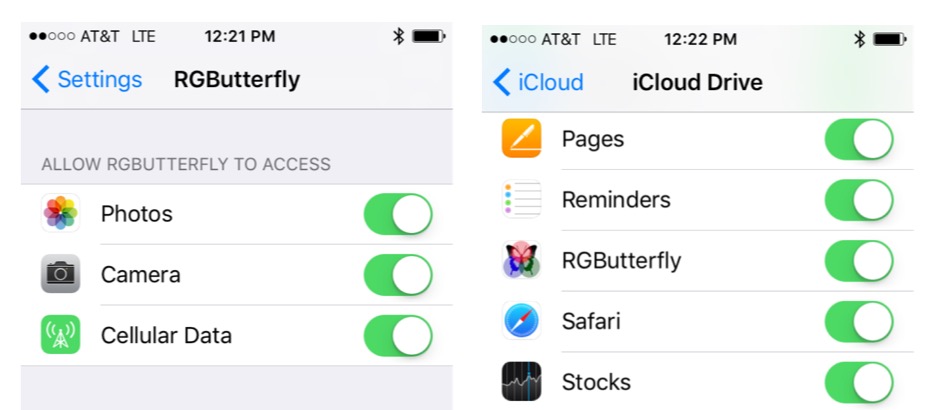 AT&T LTE 12:21 PM
Settings RGButterfly
ALLOW RGBUTTERFLY TO ACCESS
Photos
Camera
Cellular Data
AT&T LTE 12:22 PM
iCloud iCloud Drive
Pages
Reminders
RGButterfly
Safari
Stocks